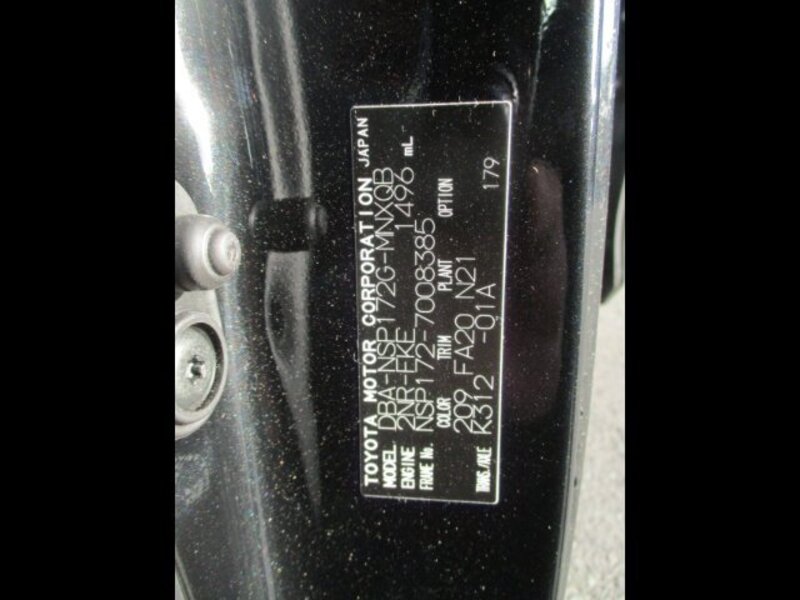 TOYOTA MOTOR CORPORATION JAPAN
MODEL DBA-NSP172G-MNXQB
ENGINE 2NR-FKE 1496 mL
FRAME No. NSP172-7008385
COLOR TRIM PLANT OPTION
209 FA20 N21
TRANS./AXLE K312 -01A 179